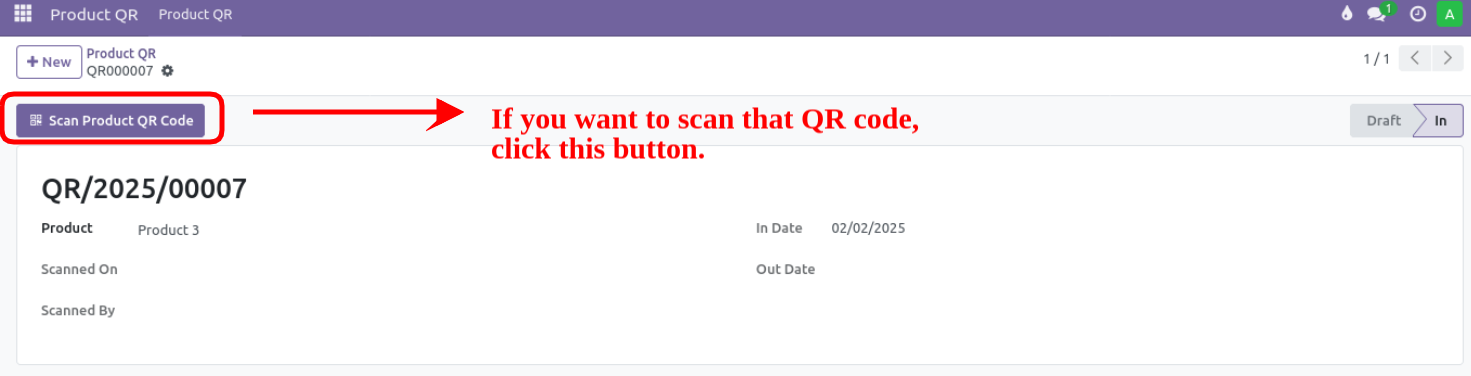 Product QR Product QR 1 A
+ New Product QR
QR000007
1 / 1
Scan Product QR Code
If you want to scan that QR code,
click this button.
Draft In
QR/2025/00007
Product Product 3
In Date 02/02/2025
Scanned On
Out Date
Scanned By